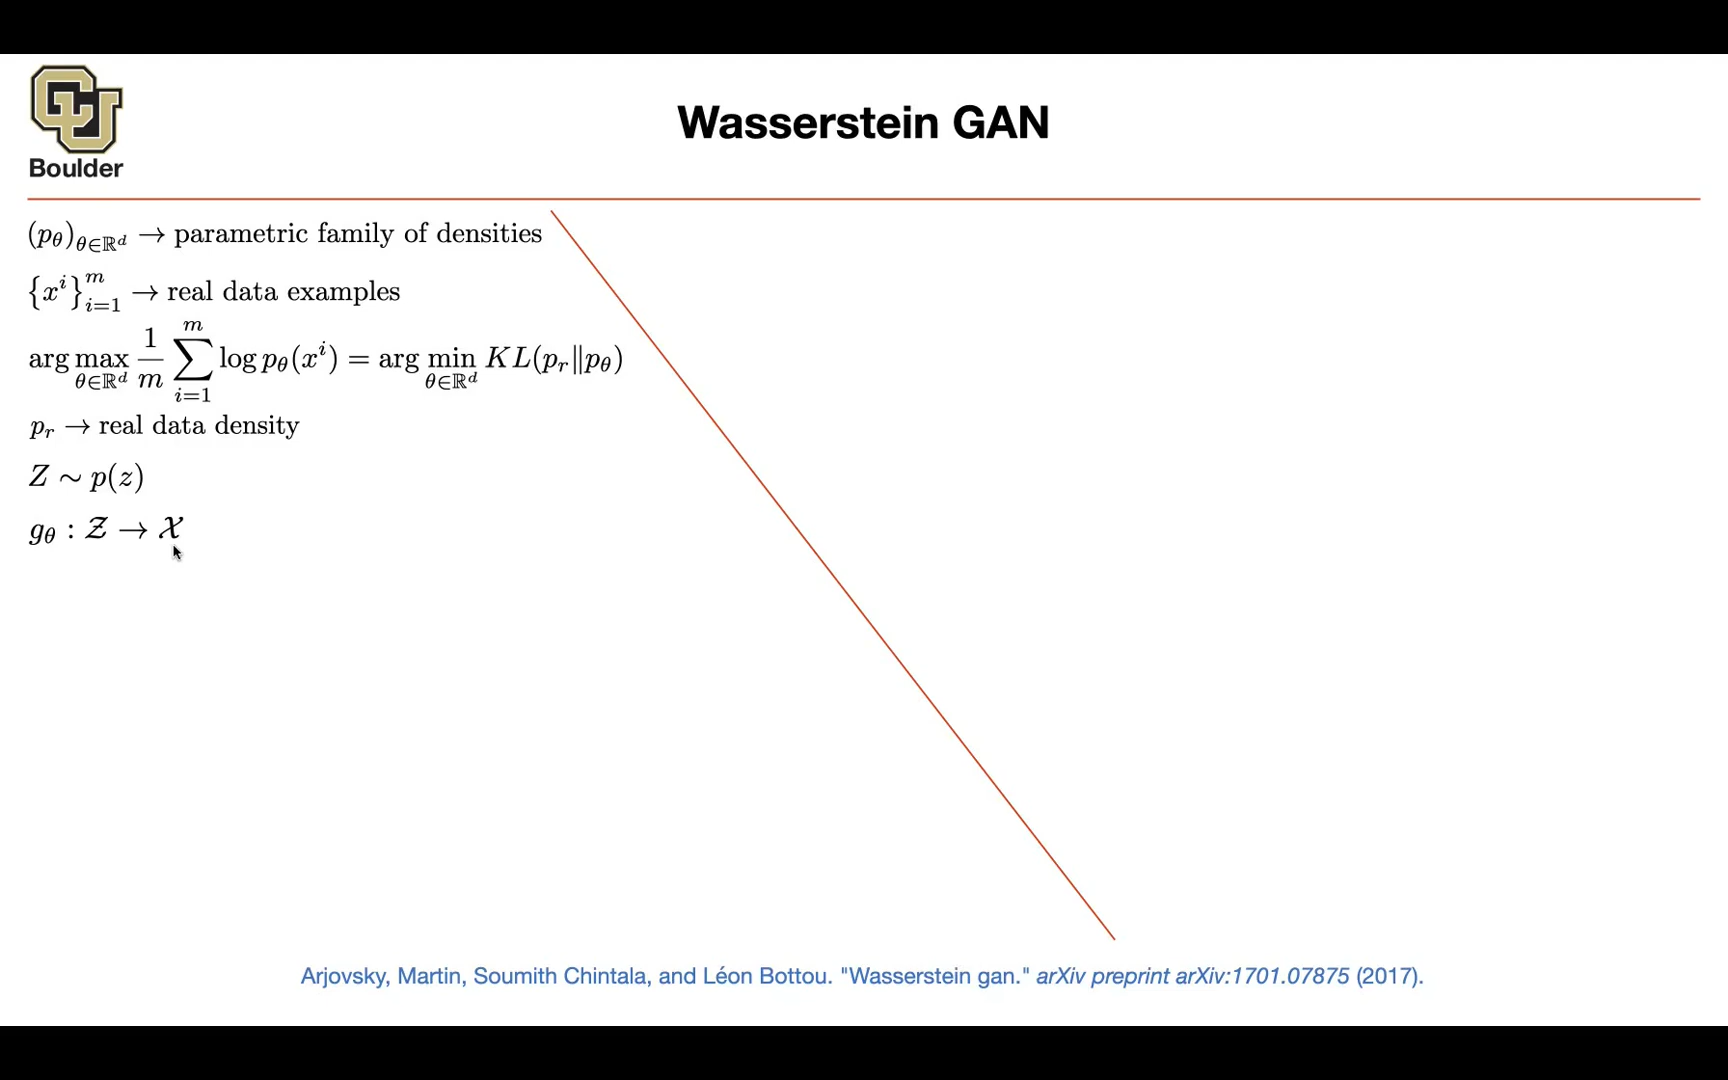 CU
Boulder
Wasserstein GAN
(p_θ)_{θ∈ℝ^d} → parametric family of densities
{x^i}_{i=1}^m → real data examples
arg max_{θ∈ℝ^d} 1/m ∑_{i=1}^m log p_θ(x^i) = arg min_{θ∈ℝ^d} KL(p_r‖p_θ)
p_r → real data density
Z ∼ p(z)
g_θ : 𝒵 → 𝒳
Arjovsky, Martin, Soumith Chintala, and Léon Bottou. "Wasserstein gan." arXiv preprint arXiv:1701.07875 (2017).